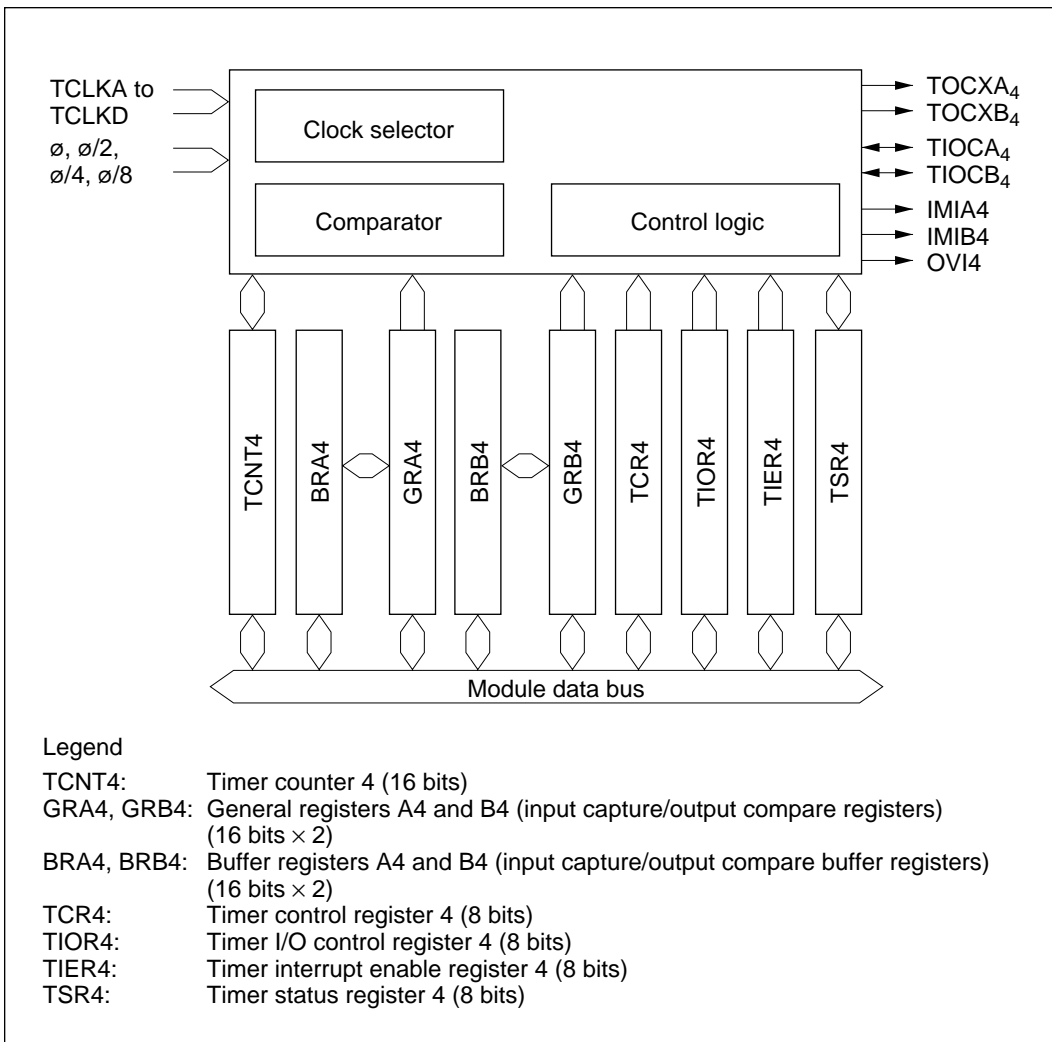 TCLKA to
TCLKD
ø, ø/2,
ø/4, ø/8
Clock selector
Comparator
Control logic
TOCXA4
TOCXB4
TIOCA4
TIOCB4
IMIA4
IMIB4
OVI4
TCNT4
BRA4
GRA4
BRB4
GRB4
TCR4
TIOR4
TIER4
TSR4
Module data bus
Legend
TCNT4: Timer counter 4 (16 bits)
GRA4, GRB4: General registers A4 and B4 (input capture/output compare registers)
(16 bits × 2)
BRA4, BRB4: Buffer registers A4 and B4 (input capture/output compare buffer registers)
(16 bits × 2)
TCR4: Timer control register 4 (8 bits)
TIOR4: Timer I/O control register 4 (8 bits)
TIER4: Timer interrupt enable register 4 (8 bits)
TSR4: Timer status register 4 (8 bits)